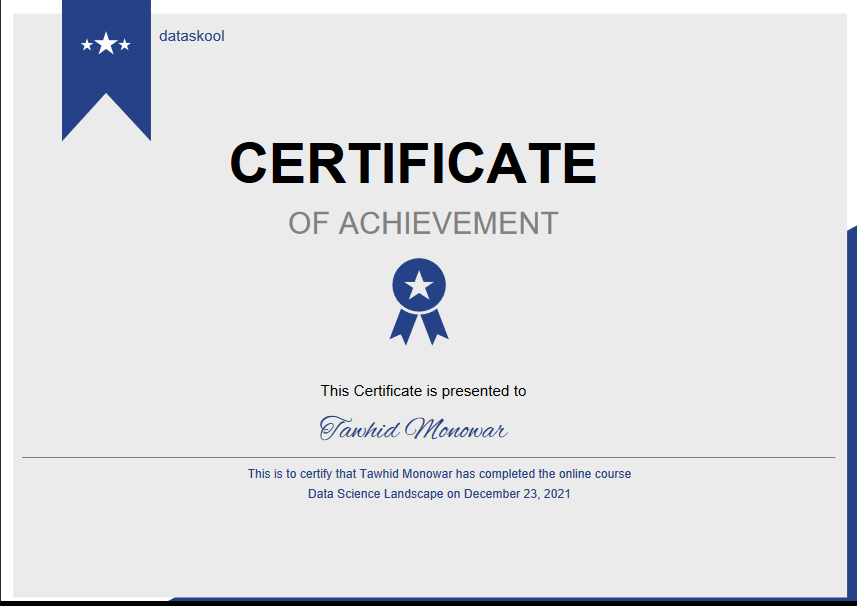 dataskool
CERTIFICATE
OF ACHIEVEMENT
This Certificate is presented to
Tawhid Monowar
This is to certify that Tawhid Monowar has completed the online course
Data Science Landscape on December 23, 2021